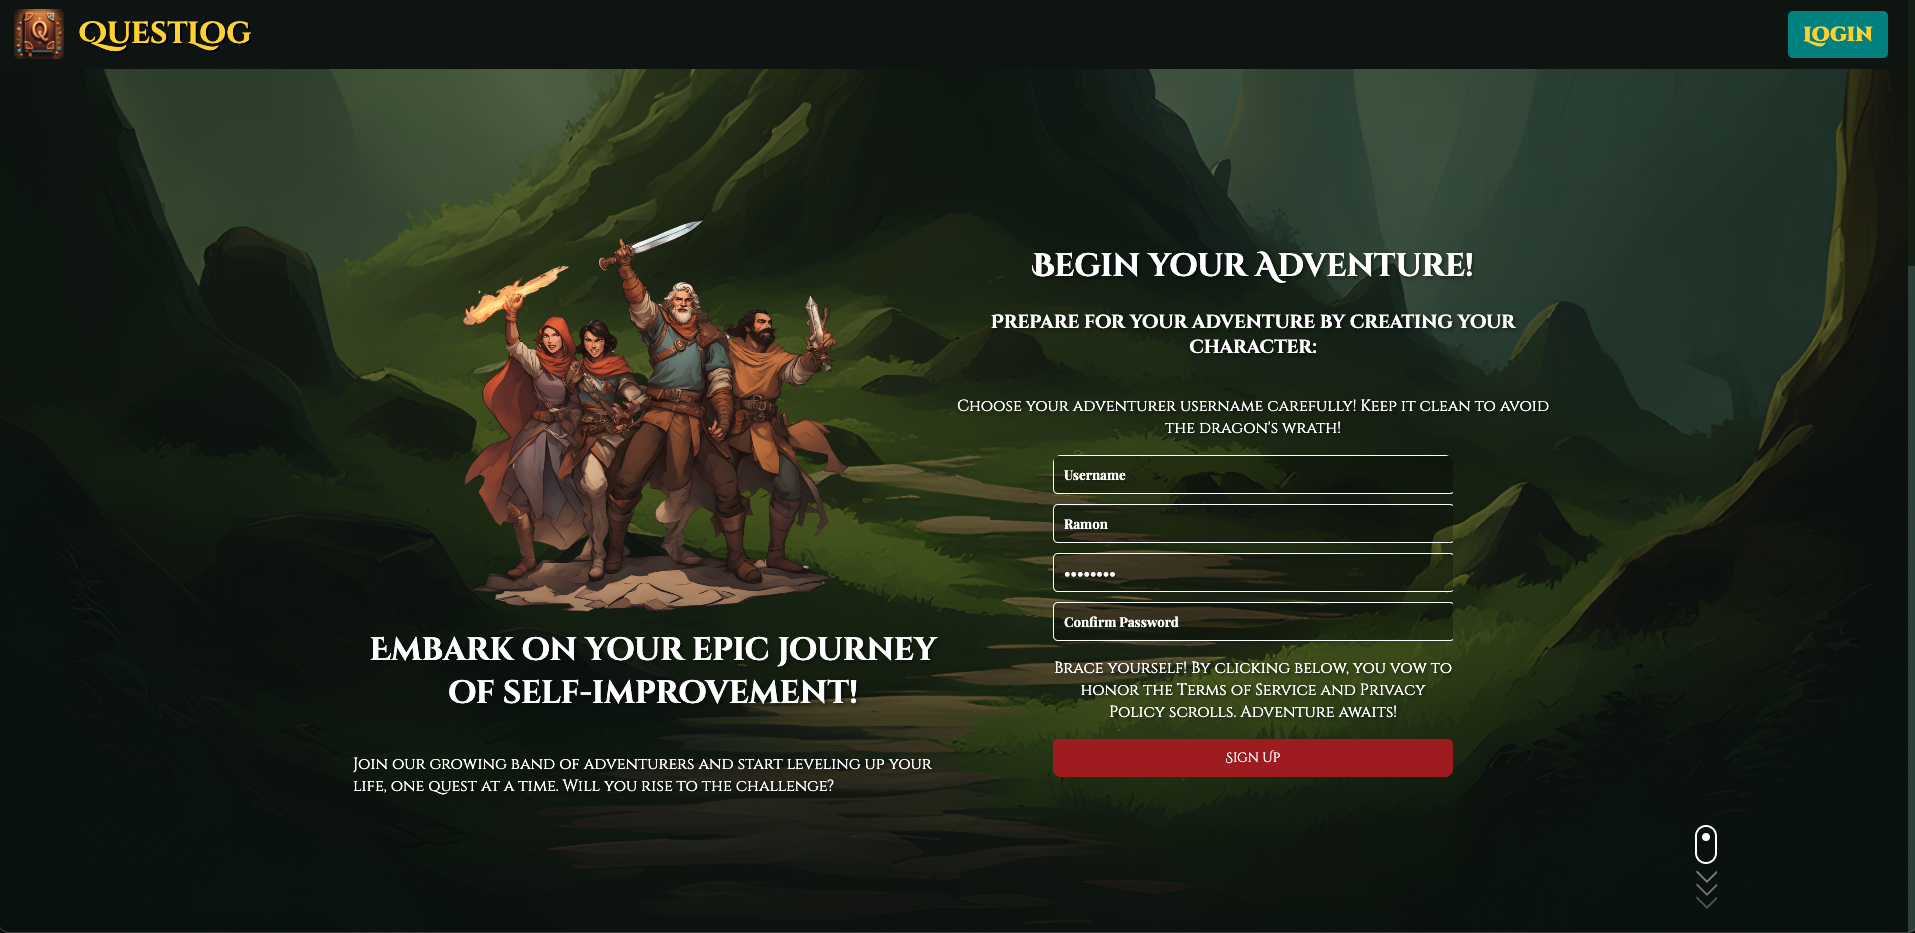 Q
QuestLog
Login
Begin your Adventure!
Prepare for your adventure by creating your
character:
Choose your adventurer username carefully! Keep it clean to avoid
the dragon's wrath!
Username
Ramon
••••••••
Confirm Password
Brace yourself! By clicking below, you vow to
honor the Terms of Service and Privacy
Policy scrolls. Adventure awaits!
Sign Up
Embark on your epic journey
of self-improvement!
Join our growing band of adventurers and start leveling up your
life, one quest at a time. Will you rise to the challenge?